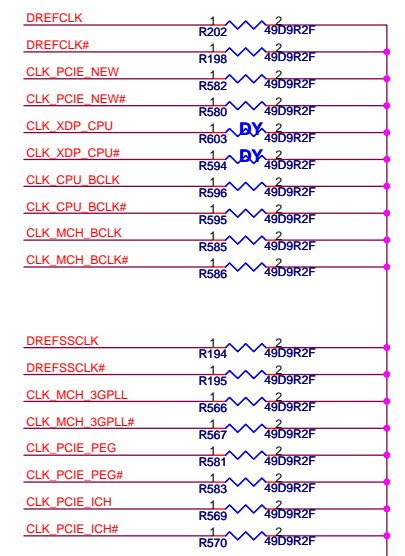 DREFCLK 1 2
R202 49D9R2F
DREFCLK# 1 2
R198 49D9R2F
CLK_PCIE_NEW 1 2
R582 49D9R2F
CLK_PCIE_NEW# 1 2
R580 49D9R2F
CLK_XDP_CPU 1 DY 2
R603 49D9R2F
CLK_XDP_CPU# 1 DY 2
R594 49D9R2F
CLK_CPU_BCLK 1 2
R596 49D9R2F
CLK_CPU_BCLK# 1 2
R595 49D9R2F
CLK_MCH_BCLK 1 2
R585 49D9R2F
CLK_MCH_BCLK# 1 2
R586 49D9R2F
DREFSSCLK 1 2
R194 49D9R2F
DREFSSCLK# 1 2
R195 49D9R2F
CLK_MCH_3GPLL 1 2
R566 49D9R2F
CLK_MCH_3GPLL# 1 2
R567 49D9R2F
CLK_PCIE_PEG 1 2
R581 49D9R2F
CLK_PCIE_PEG# 1 2
R583 49D9R2F
CLK_PCIE_ICH 1 2
R569 49D9R2F
CLK_PCIE_ICH# 1 2
R570 49D9R2F